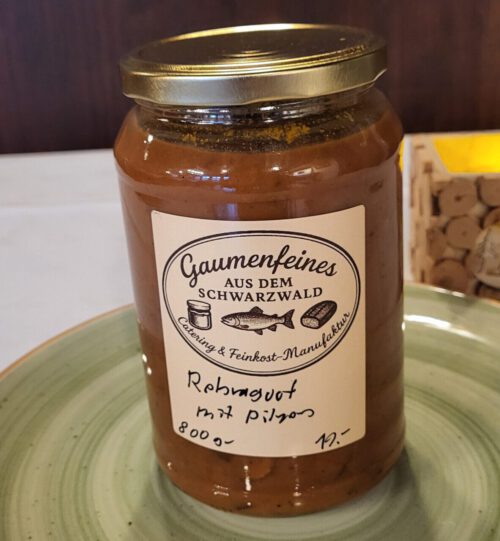 Gaumenfeines
AUS DEM
SCHWARZWALD
Catering & Feinkost-Manufaktur
Rehragout
mit Pilzen
800g-
19.-